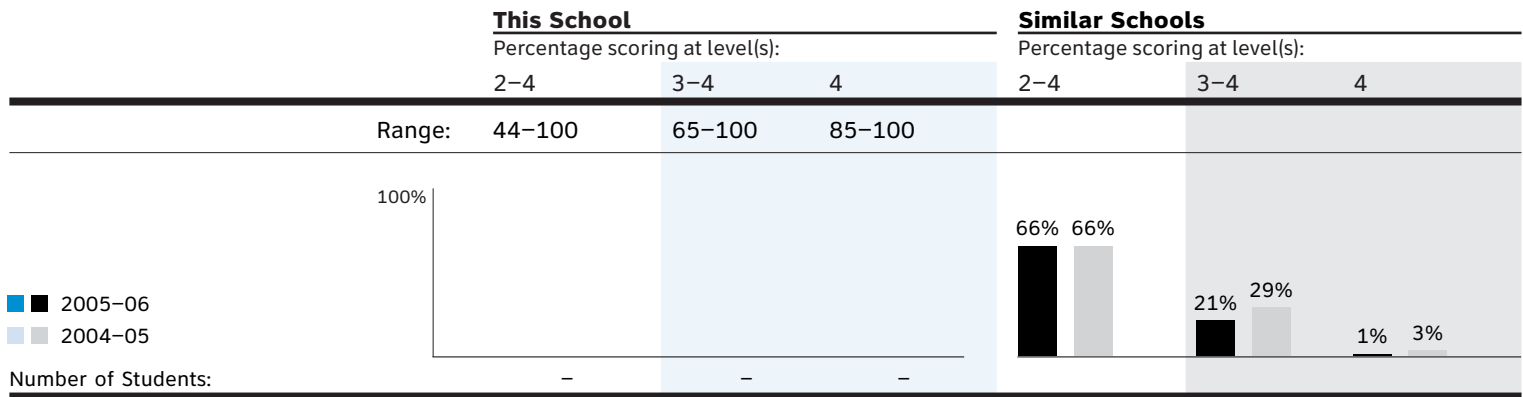 This School Similar Schools
Percentage scoring at level(s): Percentage scoring at level(s):
2–4 3–4 4 2–4 3–4 4
Range: 44–100 65–100 85–100
100%
66% 66%
21% 29%
1% 3%
2005–06
2004–05
Number of Students: – – –